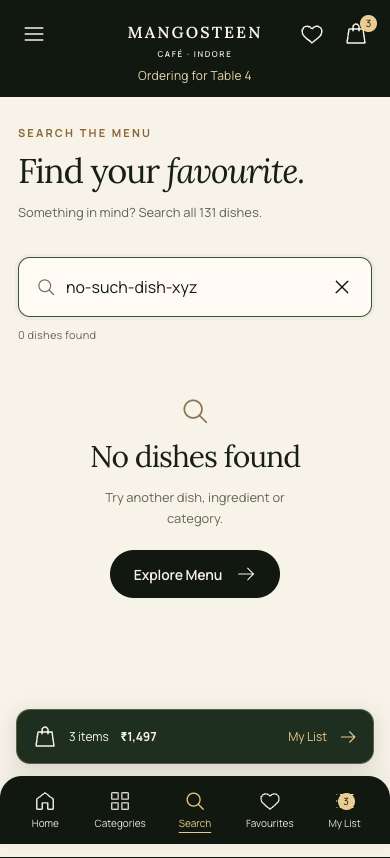 3
MANGOSTEEN
CAFÉ · INDORE
Ordering for Table 4
SEARCH THE MENU
Find your favourite.
Something in mind? Search all 131 dishes.
no-such-dish-xyz
0 dishes found
No dishes found
Try another dish, ingredient or
category.
Explore Menu
3 items ₹1,497 My List
3
Home Categories Search Favourites My List